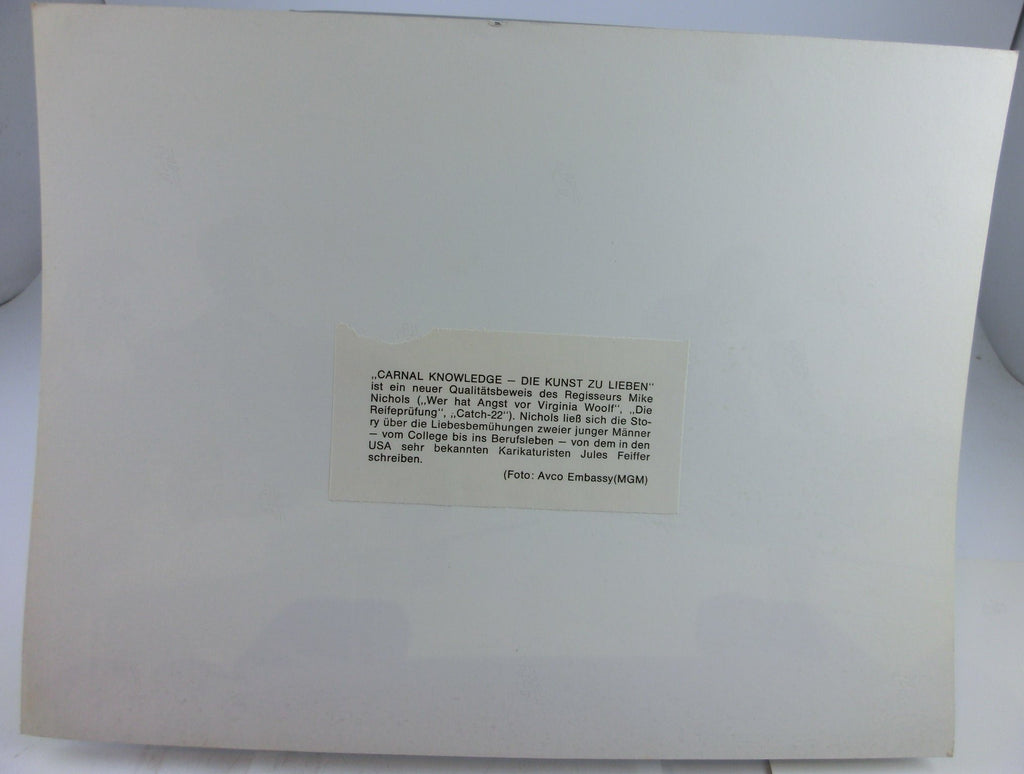 „CARNAL KNOWLEDGE – DIE KUNST ZU LIEBEN“
ist ein neuer Qualitätsbeweis des Regisseurs Mike
Nichols („Wer hat Angst vor Virginia Woolf“, „Die
Reifeprüfung“, „Catch-22“). Nichols ließ sich die Sto-
ry über die Liebesbemühungen zweier junger Männer
– vom College bis ins Berufsleben – von dem in den
USA sehr bekannten Karikaturisten Jules Feiffer
schreiben.
(Foto: Avco Embassy(MGM)